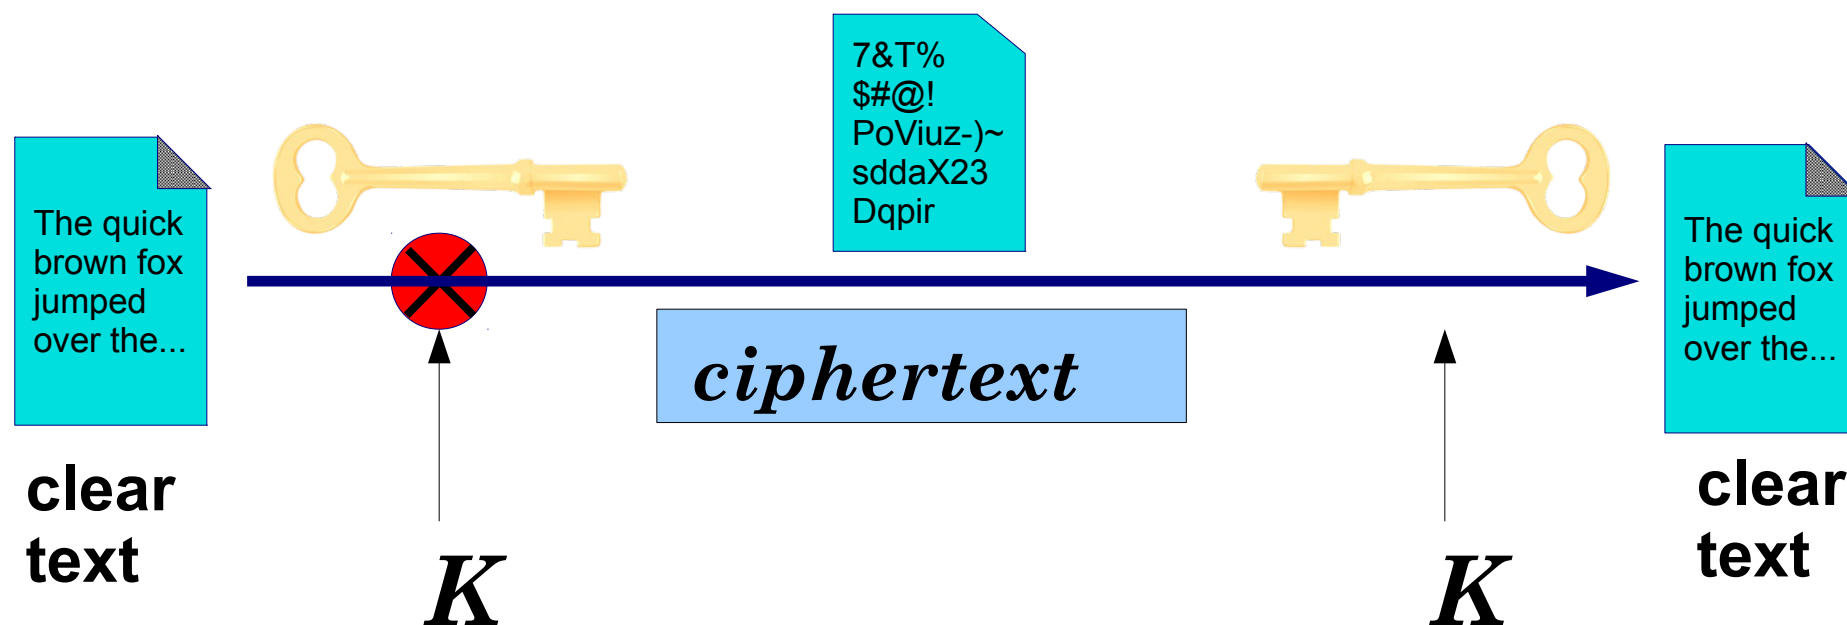 The quick
brown fox
jumped
over the...
clear
text
K
7&T%
$#@!
PoViuz-)~
sddaX23
Dqpir
ciphertext
K
The quick
brown fox
jumped
over the...
clear
text